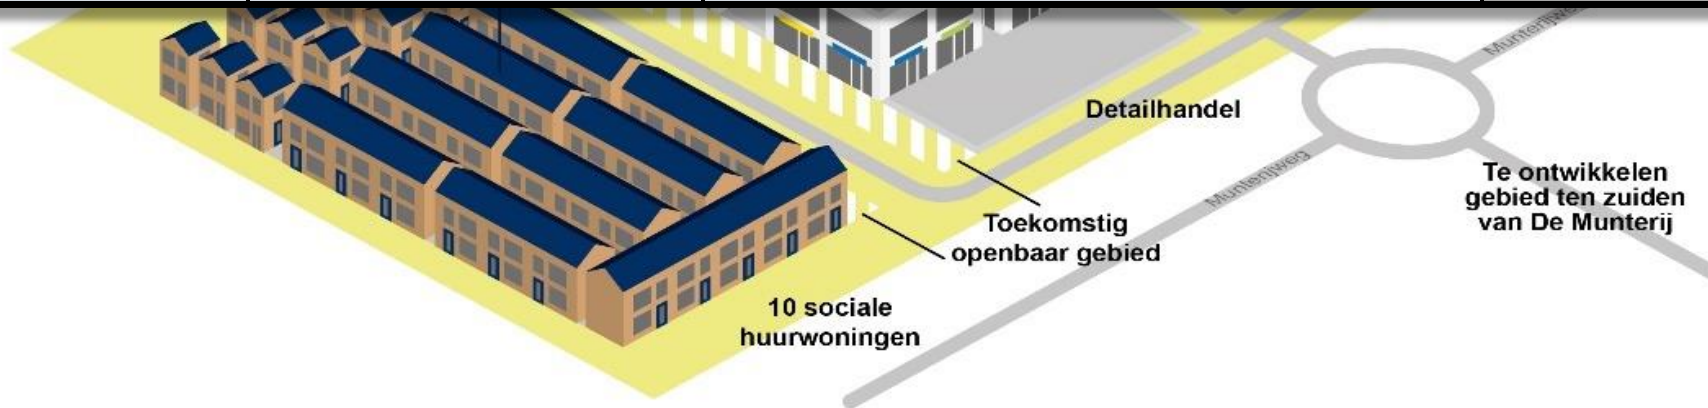 Munterijweg
Detailhandel
Munterijweg
Te ontwikkelen
gebied ten zuiden
van De Munterij
Toekomstig
openbaar gebied
10 sociale
huurwoningen